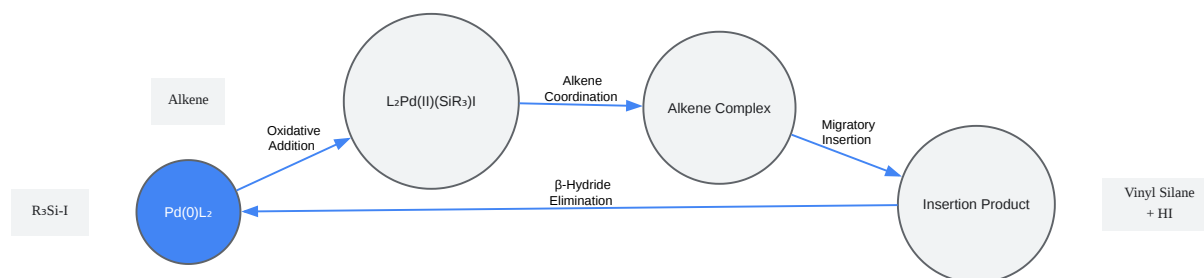 Alkene
R₃Si-I
Pd(0)L₂
Oxidative
Addition
L₂Pd(II)(SiR₃)I
Alkene
Coordination
Alkene Complex
Migratory
Insertion
Insertion Product
β-Hydride
Elimination
Vinyl Silane
+ HI